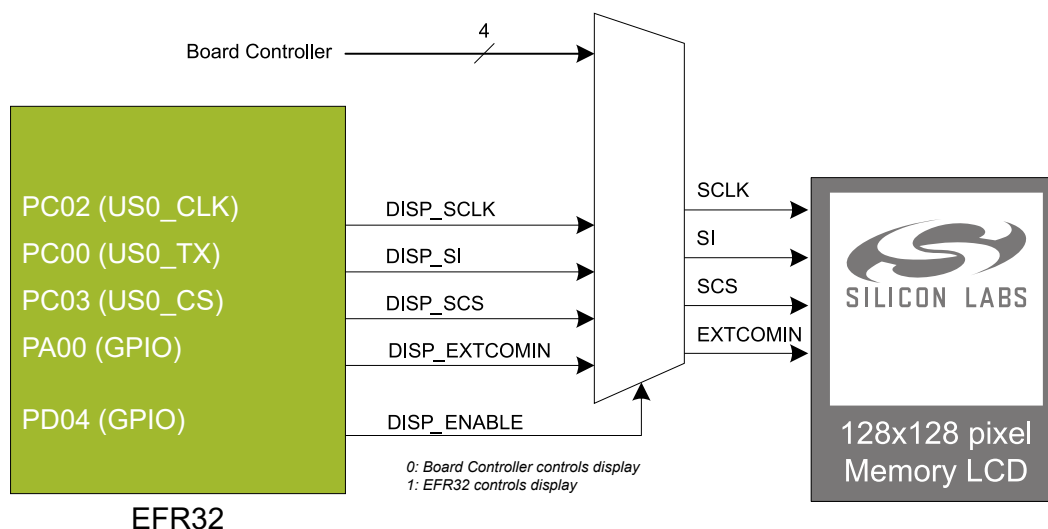 4
Board Controller
PC02 (US0_CLK)
PC00 (US0_TX)
PC03 (US0_CS)
PA00 (GPIO)
PD04 (GPIO)
EFR32
DISP_SCLK
DISP_SI
DISP_SCS
DISP_EXTCOMIN
DISP_ENABLE
0: Board Controller controls display
1: EFR32 controls display
SCLK
SI
SCS
EXTCOMIN
SILICON LABS
128x128 pixel
Memory LCD